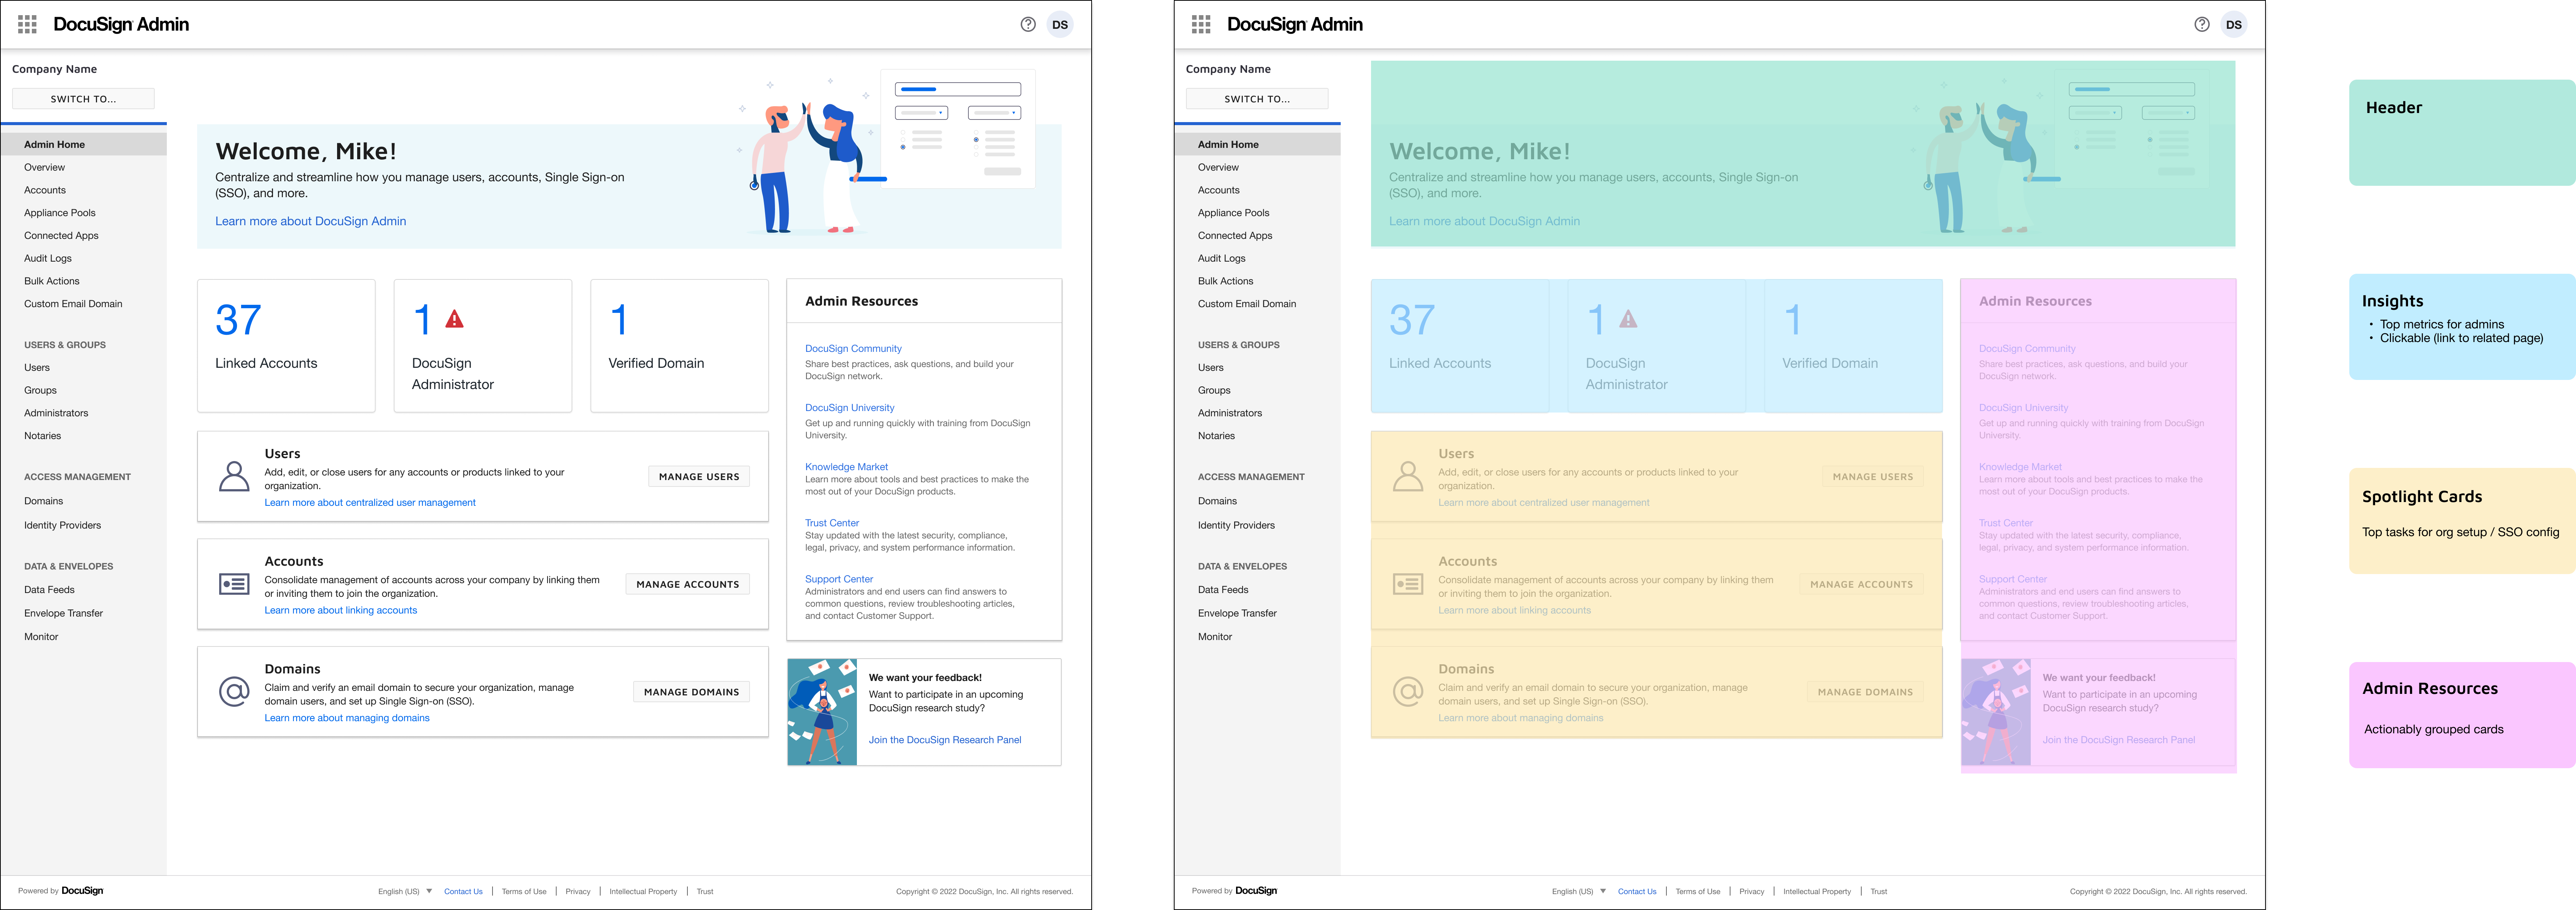 DocuSign Admin
DS
Company Name
SWITCH TO...
Admin Home
Overview
Accounts
Appliance Pools
Connected Apps
Audit Logs
Bulk Actions
Custom Email Domain
USERS & GROUPS
Users
Groups
Administrators
Notaries
ACCESS MANAGEMENT
Domains
Identity Providers
DATA & ENVELOPES
Data Feeds
Envelope Transfer
Monitor
Welcome, Mike!
Centralize and streamline how you manage users, accounts, Single Sign-on
(SSO), and more.
Learn more about DocuSign Admin
37
Linked Accounts
1
DocuSign
Administrator
1
Verified Domain
Users
Add, edit, or close users for any accounts or products linked to your
organization.
Learn more about centralized user management
MANAGE USERS
Accounts
Consolidate management of accounts across your company by linking them
or inviting them to join the organization.
Learn more about linking accounts
MANAGE ACCOUNTS
Domains
Claim and verify an email domain to secure your organization, manage
domain users, and set up Single Sign-on (SSO).
Learn more about managing domains
MANAGE DOMAINS
Admin Resources
DocuSign Community
Share best practices, ask questions, and build your
DocuSign network.
DocuSign University
Get up and running quickly with training from DocuSign
University.
Knowledge Market
Learn more about tools and best practices to make the
most out of your DocuSign products.
Trust Center
Stay updated with the latest security, compliance,
legal, privacy, and system performance information.
Support Center
Administrators and end users can find answers to
common questions, review troubleshooting articles,
and contact Customer Support.
We want your feedback!
Want to participate in an upcoming
DocuSign research study?
Join the DocuSign Research Panel
Powered by DocuSign
English (US)
Contact Us
Terms of Use
Privacy
Intellectual Property
Trust
Copyright © 2022 DocuSign, Inc. All rights reserved.
DocuSign Admin
DS
Company Name
SWITCH TO...
Admin Home
Overview
Accounts
Appliance Pools
Connected Apps
Audit Logs
Bulk Actions
Custom Email Domain
USERS & GROUPS
Users
Groups
Administrators
Notaries
ACCESS MANAGEMENT
Domains
Identity Providers
DATA & ENVELOPES
Data Feeds
Envelope Transfer
Monitor
Welcome, Mike!
Centralize and streamline how you manage users, accounts, Single Sign-on
(SSO), and more.
Learn more about DocuSign Admin
37
Linked Accounts
1
DocuSign
Administrator
1
Verified Domain
Users
Add, edit, or close users for any accounts or products linked to your
organization.
Learn more about centralized user management
MANAGE USERS
Accounts
Consolidate management of accounts across your company by linking them
or inviting them to join the organization.
Learn more about linking accounts
MANAGE ACCOUNTS
Domains
Claim and verify an email domain to secure your organization, manage
domain users, and set up Single Sign-on (SSO).
Learn more about managing domains
MANAGE DOMAINS
Admin Resources
DocuSign Community
Share best practices, ask questions, and build your
DocuSign network.
DocuSign University
Get up and running quickly with training from DocuSign
University.
Knowledge Market
Learn more about tools and best practices to make the
most out of your DocuSign products.
Trust Center
Stay updated with the latest security, compliance,
legal, privacy, and system performance information.
Support Center
Administrators and end users can find answers to
common questions, review troubleshooting articles,
and contact Customer Support.
We want your feedback!
Want to participate in an upcoming
DocuSign research study?
Join the DocuSign Research Panel
Powered by DocuSign
English (US)
Contact Us
Terms of Use
Privacy
Intellectual Property
Trust
Copyright © 2022 DocuSign, Inc. All rights reserved.
Header
Insights
• Top metrics for admins
• Clickable (link to related page)
Spotlight Cards
Top tasks for org setup / SSO config
Admin Resources
Actionably grouped cards